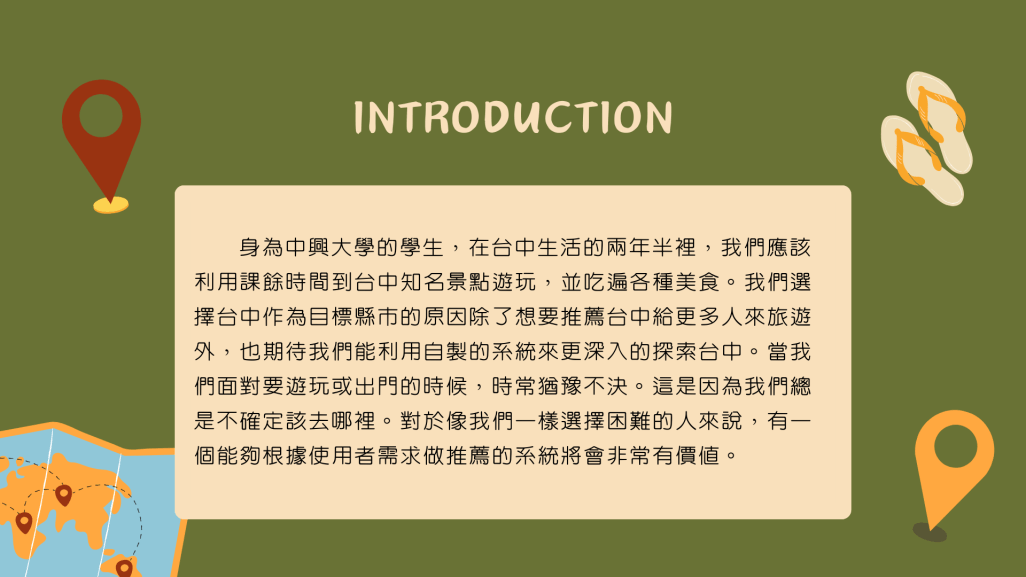 INTRODUCTION
身為中興大學的學生，在台中生活的兩年半裡，我們應該
利用課餘時間到台中知名景點遊玩，並吃遍各種美食。我們選
擇台中作為目標縣市的原因除了想要推薦台中給更多人來旅遊
外，也期待我們能利用自製的系統來更深入的探索台中。當我
們面對要遊玩或出門的時候，時常猶豫不決。這是因為我們總
是不確定該去哪裡。對於像我們一樣選擇困難的人來說，有一
個能夠根據使用者需求做推薦的系統將會非常有價值。